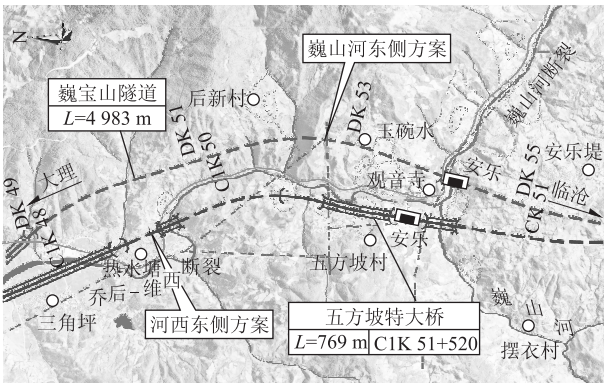 N
巍山河东侧方案
巍山河断裂
巍宝山隧道
L=4 983 m
后新村
DK 51
C1K 50
DK 53
玉碗水
安乐堤
安乐
DK 55
CK 51
临沧
观音寺
大理
DK 49
C1K 48
安乐
五方坡村
热水塘
乔后-维西断裂
三角坪
河西东侧方案
五方坡特大桥
L=769 m C1K 51+520
巍山河
摆衣村